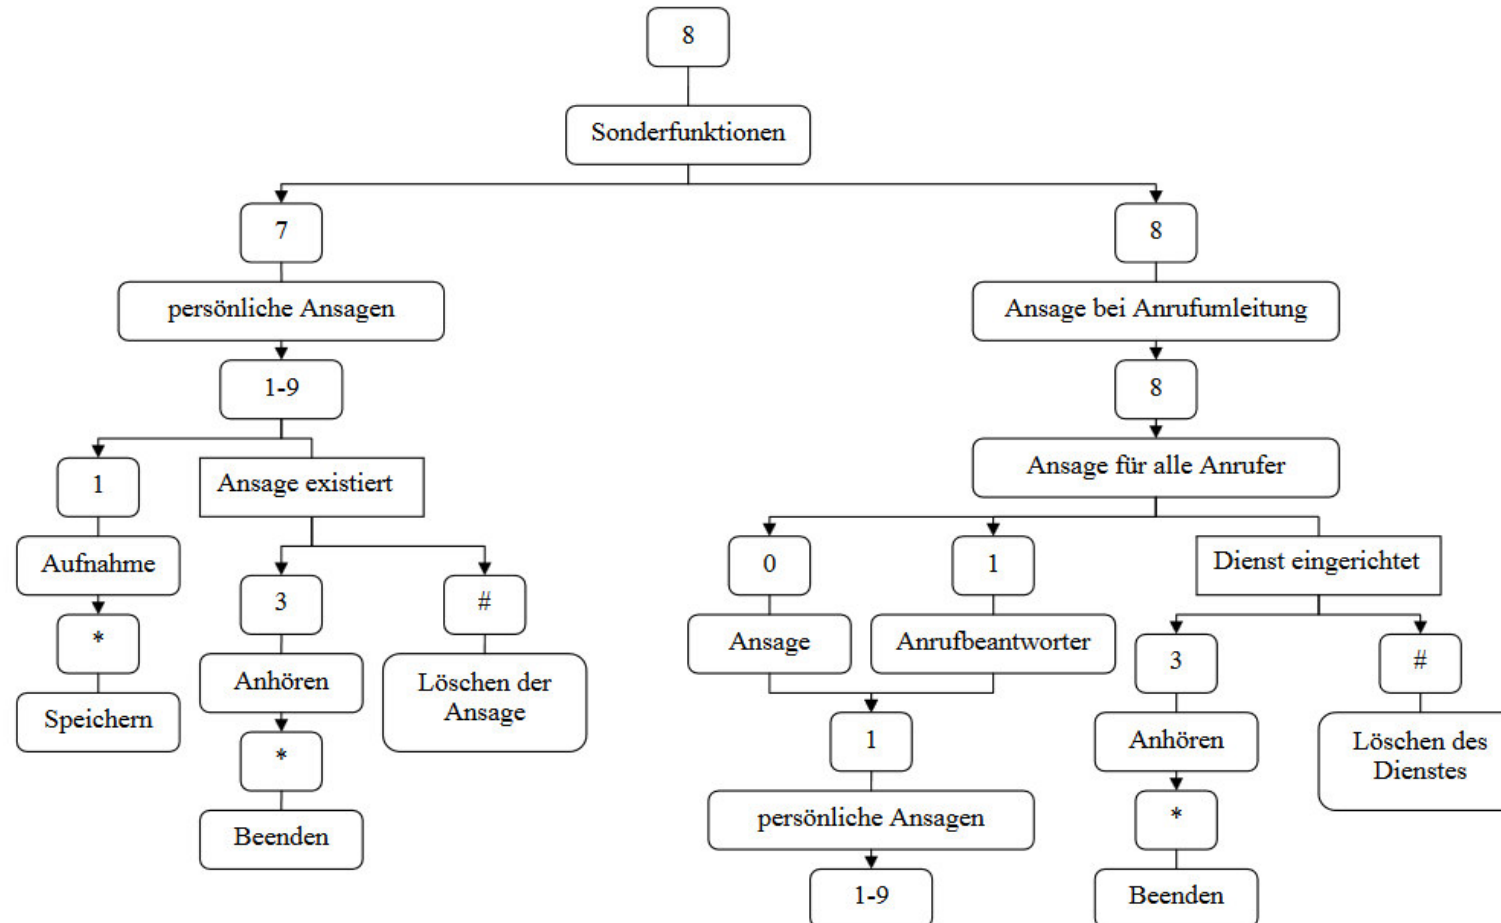 8
Sonderfunktionen
7
8
persönliche Ansagen
Ansage bei Anrufumleitung
1-9
8
1
Ansage existiert
Ansage für alle Anrufer
Aufnahme
3
#
0
1
Dienst eingerichtet
*
Anhören
Löschen der
Ansage
Ansage
Anrufbeantworter
3
#
Speichern
*
1
Anhören
Löschen des
Dienstes
Beenden
persönliche Ansagen
*
1-9
Beenden